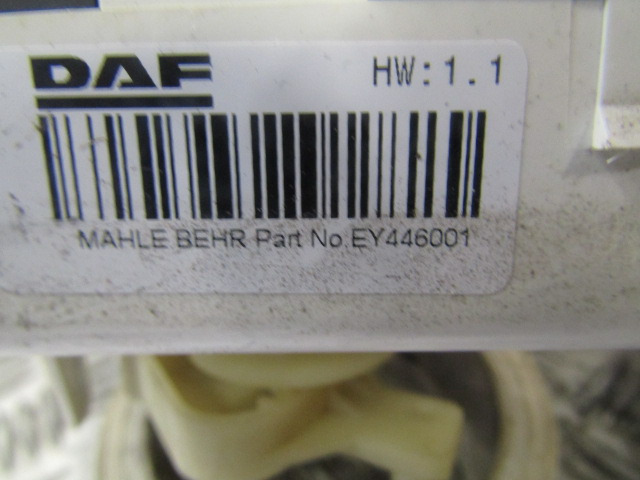 DAF
HW:1.1
MAHLE BEHR Part No EY446001